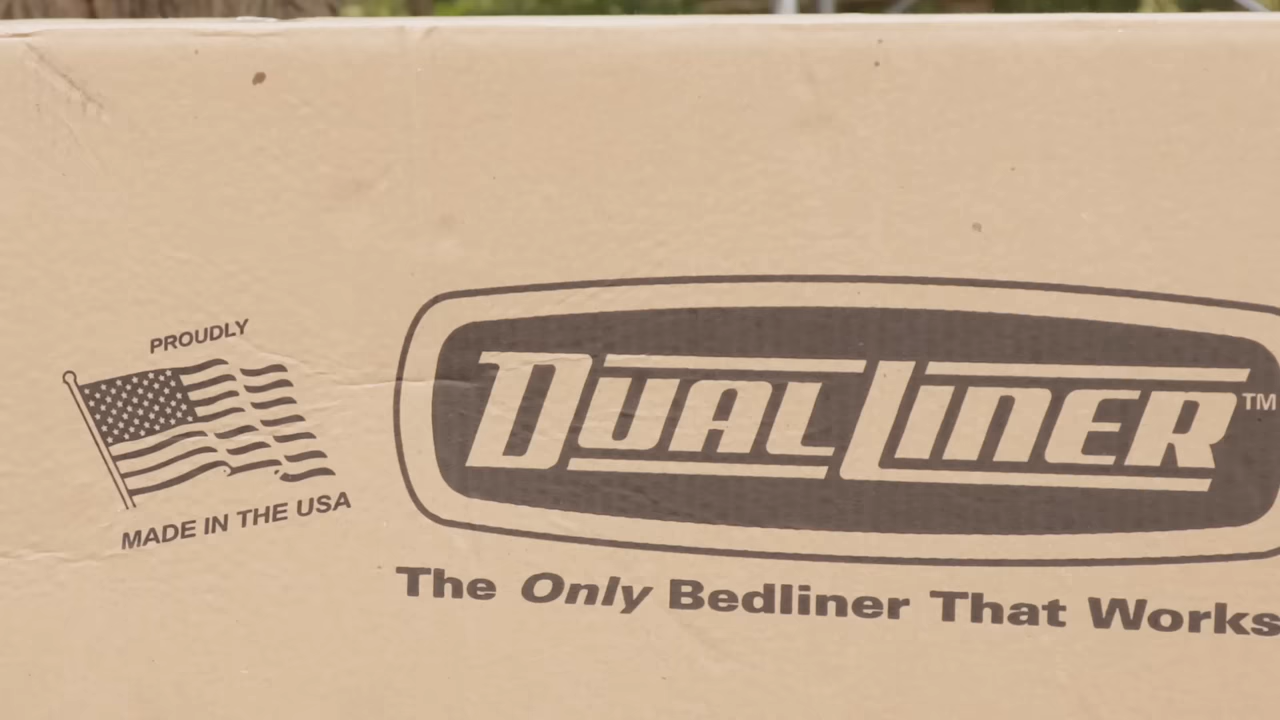 PROUDLY
MADE IN THE USA
DUALLINER™
The Only Bedliner That Works